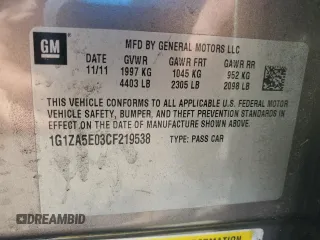 GM
MFD BY GENERAL MOTORS LLC
DATE GVWR GAWR FRT GAWR RR
11/11 1997 KG 1045 KG 952 KG
4403 LB 2305 LB 2098 LB
THIS VEHICLE CONFORMS TO ALL APPLICABLE U.S. FEDERAL MOTOR
VEHICLE SAFETY, BUMPER, AND THEFT PREVENTION STANDARDS
IN EFFECT ON THE DATE OF MANUFACTURE SHOWN ABOVE.
1G1ZA5E03CF219538 TYPE: PASS CAR
DREAMBID
INFORMATION